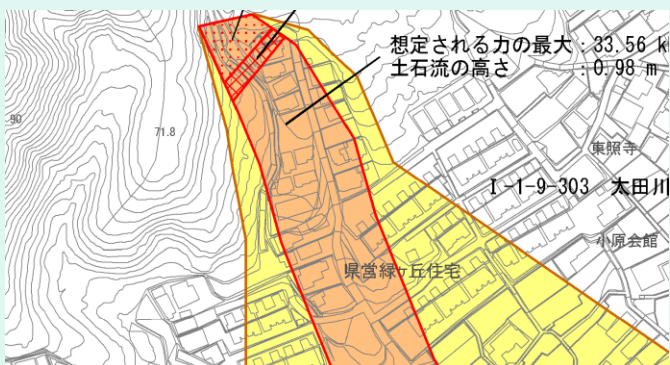 想定される力の最大 : 33.56 k
土石流の高さ : 0.98 m
90
71.8
東照寺
I-1-9-303 太田川
小原会館
県営緑ヶ丘住宅